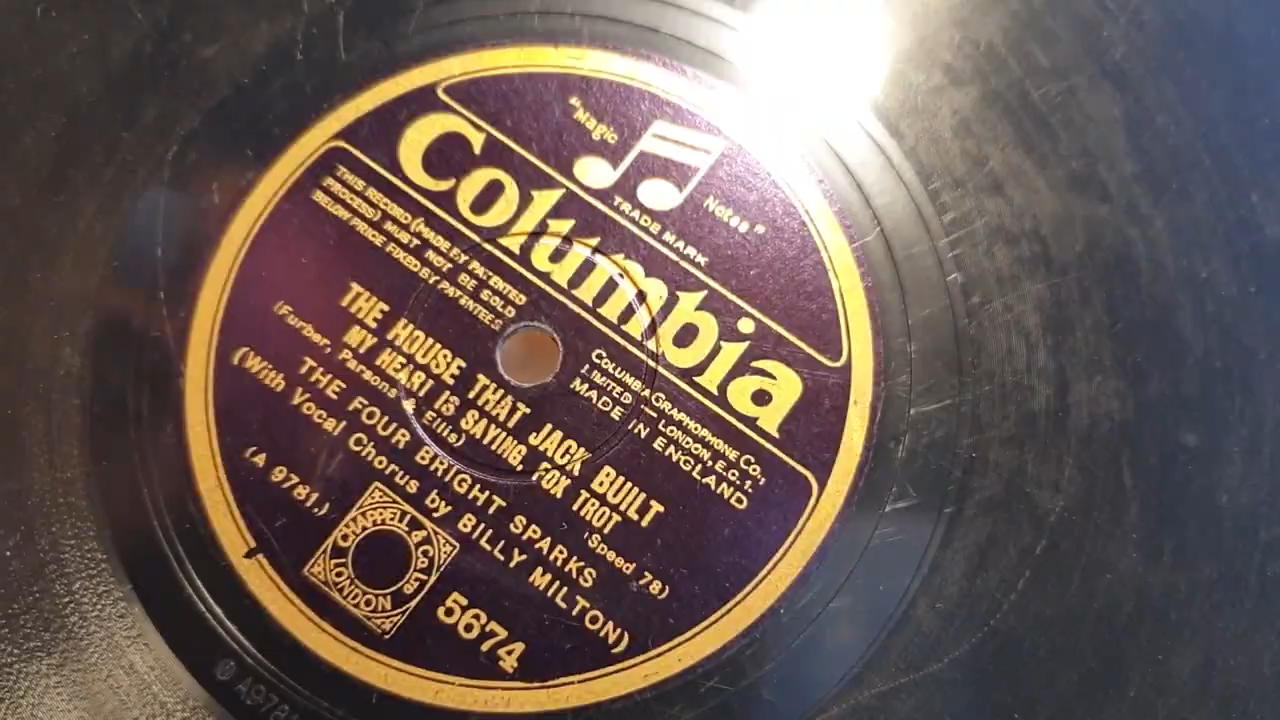 "Magic Notes"
TRADE MARK
Columbia
THIS RECORD (MADE BY PATENTED
PROCESS) MUST NOT BE SOLD
BELOW PRICE FIXED BY PATENTEES.
COLUMBIA GRAPHOPHONE CO.,
LIMITED — LONDON, E.C. 1.
MADE IN ENGLAND
THE HOUSE THAT JACK BUILT
MY HEART IS SAYING, FOX TROT
(Furber, Parsons & Ellis) (Speed 78)
THE FOUR BRIGHT SPARKS
(With Vocal Chorus by BILLY MILTON)
(A 9781.)
CHAPPELL & Co. Ltd
LONDON
5674
A978